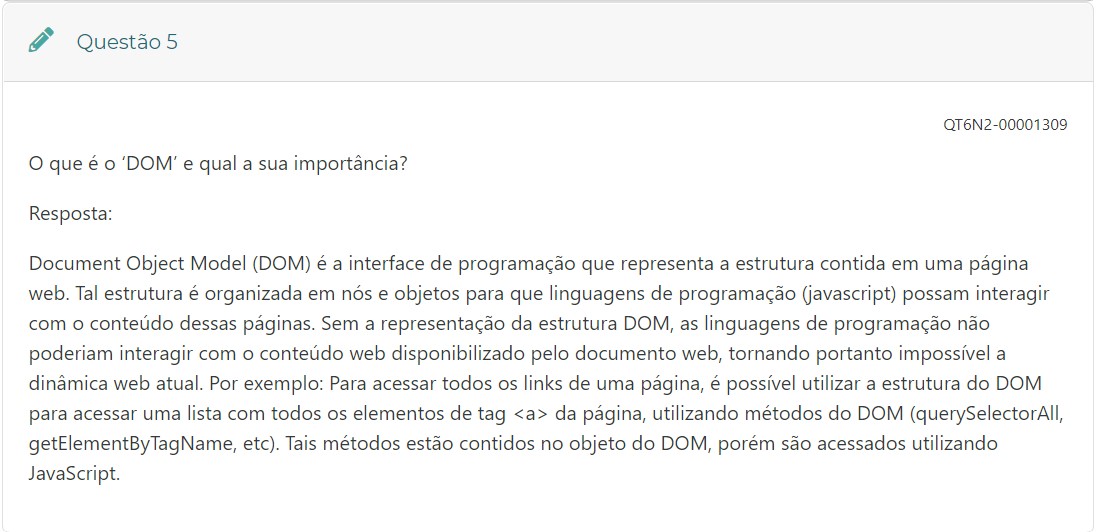 Questão 5
QT6N2-00001309
O que é o ‘DOM’ e qual a sua importância?
Resposta:
Document Object Model (DOM) é a interface de programação que representa a estrutura contida em uma página
web. Tal estrutura é organizada em nós e objetos para que linguagens de programação (javascript) possam interagir
com o conteúdo dessas páginas. Sem a representação da estrutura DOM, as linguagens de programação não
poderiam interagir com o conteúdo web disponibilizado pelo documento web, tornando portanto impossível a
dinâmica web atual. Por exemplo: Para acessar todos os links de uma página, é possível utilizar a estrutura do DOM
para acessar uma lista com todos os elementos de tag <a> da página, utilizando métodos do DOM (querySelectorAll,
getElementByTagName, etc). Tais métodos estão contidos no objeto do DOM, porém são acessados utilizando
JavaScript.